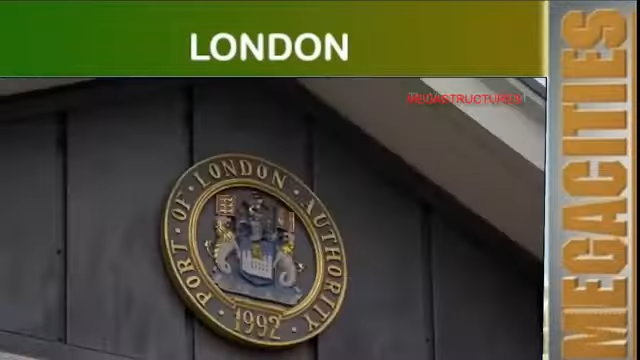 LONDON
MEGACITIES
PORT · OF · LONDON · AUTHORITY
1992